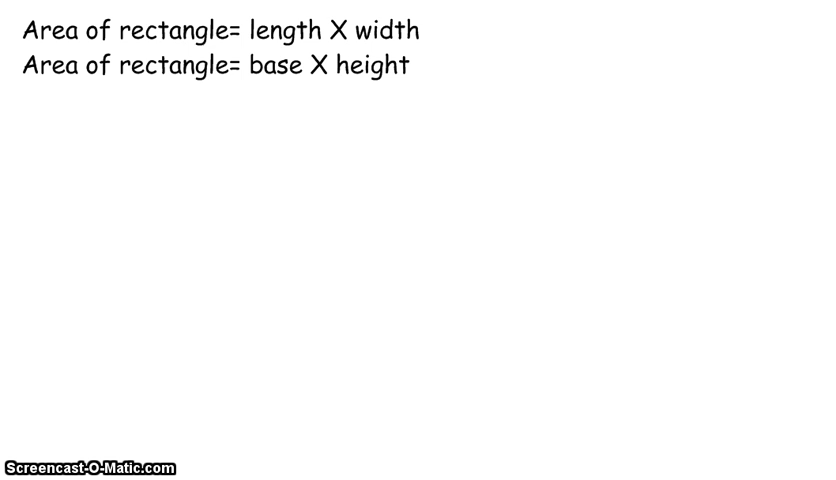 Area of rectangle= length X width
Area of rectangle= base X height
Screencast-O-Matic.com